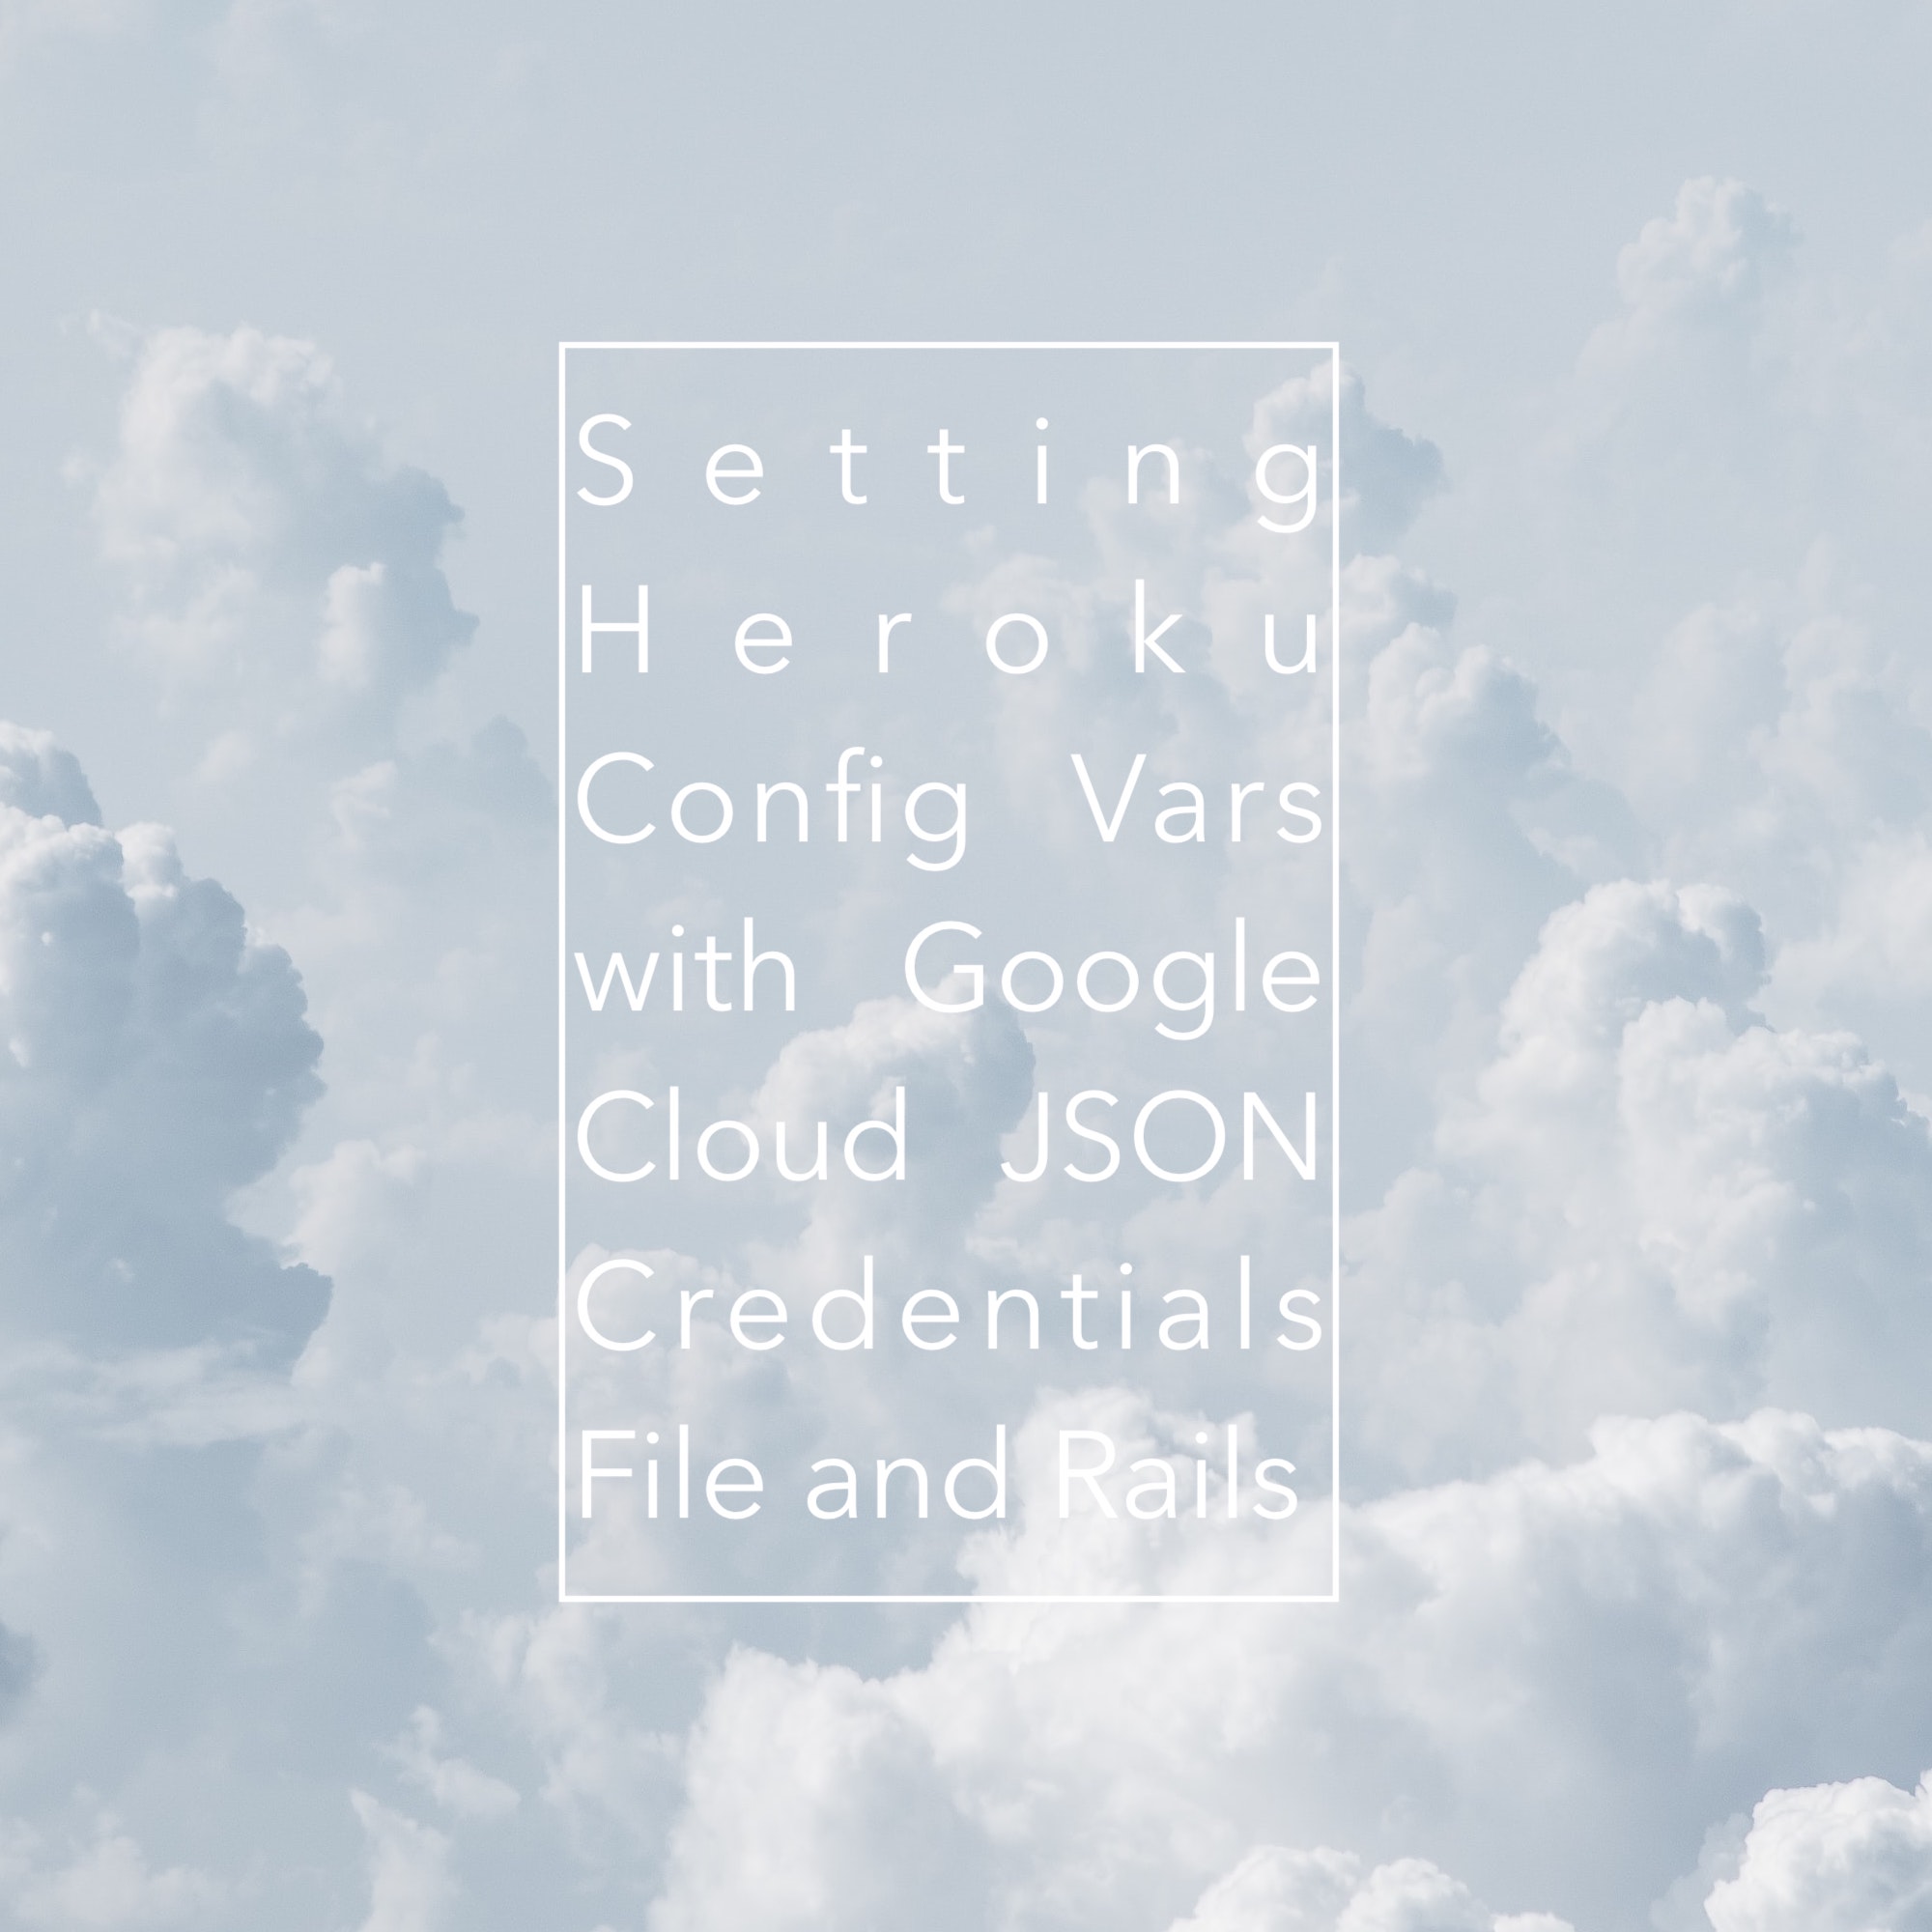 Setting
Heroku
Config Vars
with Google
Cloud JSON
Credentials
File and Rails